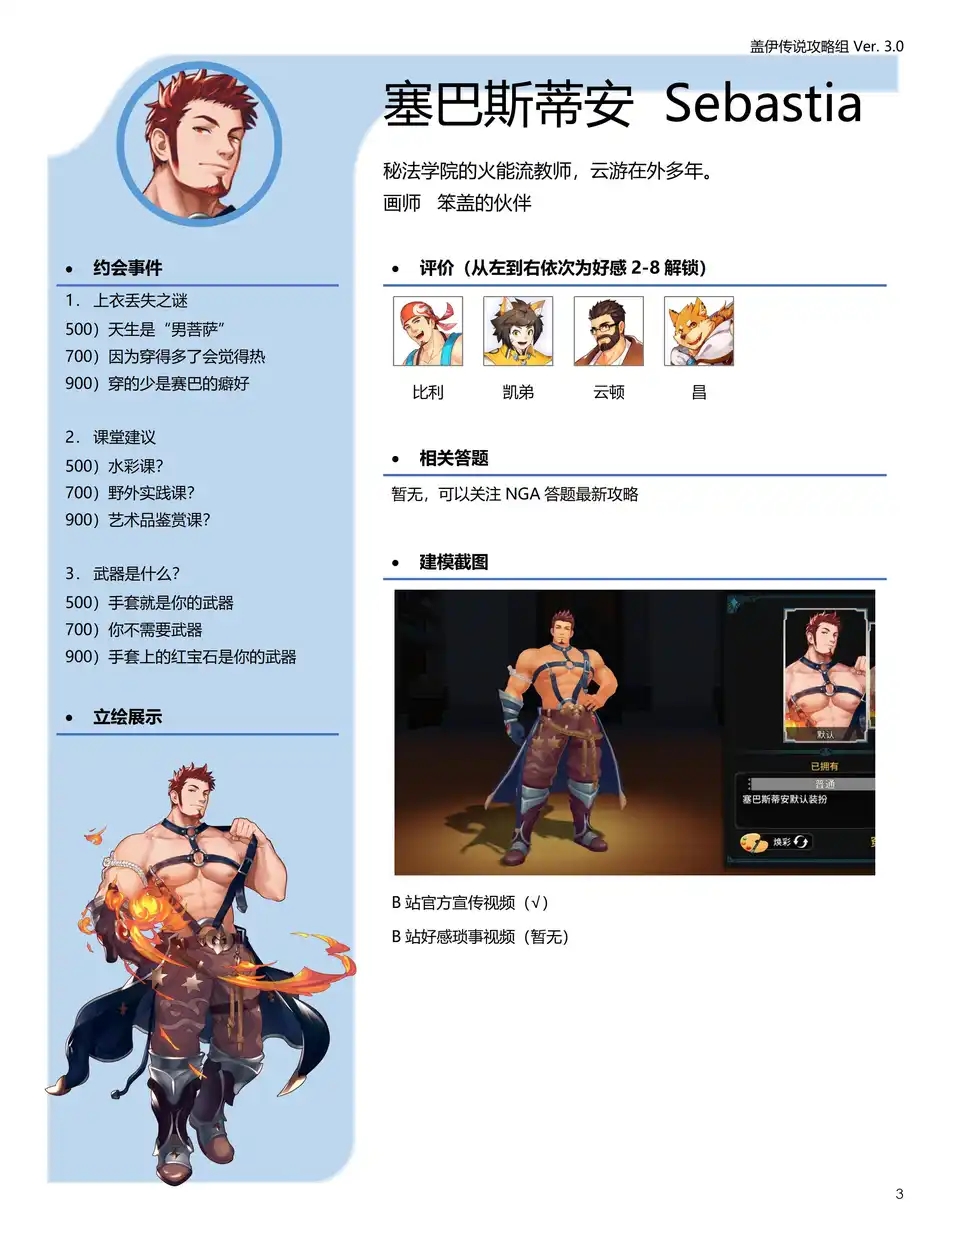 盖伊传说攻略组 Ver. 3.0
塞巴斯蒂安 Sebastia
秘法学院的火能流教师，云游在外多年。
画师 笨盖的伙伴
• 约会事件
1. 上衣丢失之谜
500）天生是“男菩萨”
700）因为穿得多了会觉得热
900）穿的少是赛巴的癖好
2. 课堂建议
500）水彩课？
700）野外实践课？
900）艺术品鉴赏课？
3. 武器是什么？
500）手套就是你的武器
700）你不需要武器
900）手套上的红宝石是你的武器
• 立绘展示
• 评价（从左到右依次为好感 2-8 解锁）
比利 凯弟 云顿 昌
• 相关答题
暂无，可以关注 NGA 答题最新攻略
• 建模截图
默认
已拥有
普通
塞巴斯蒂安默认装扮
焕彩
B 站官方宣传视频（√）
B 站好感琐事视频（暂无）
3